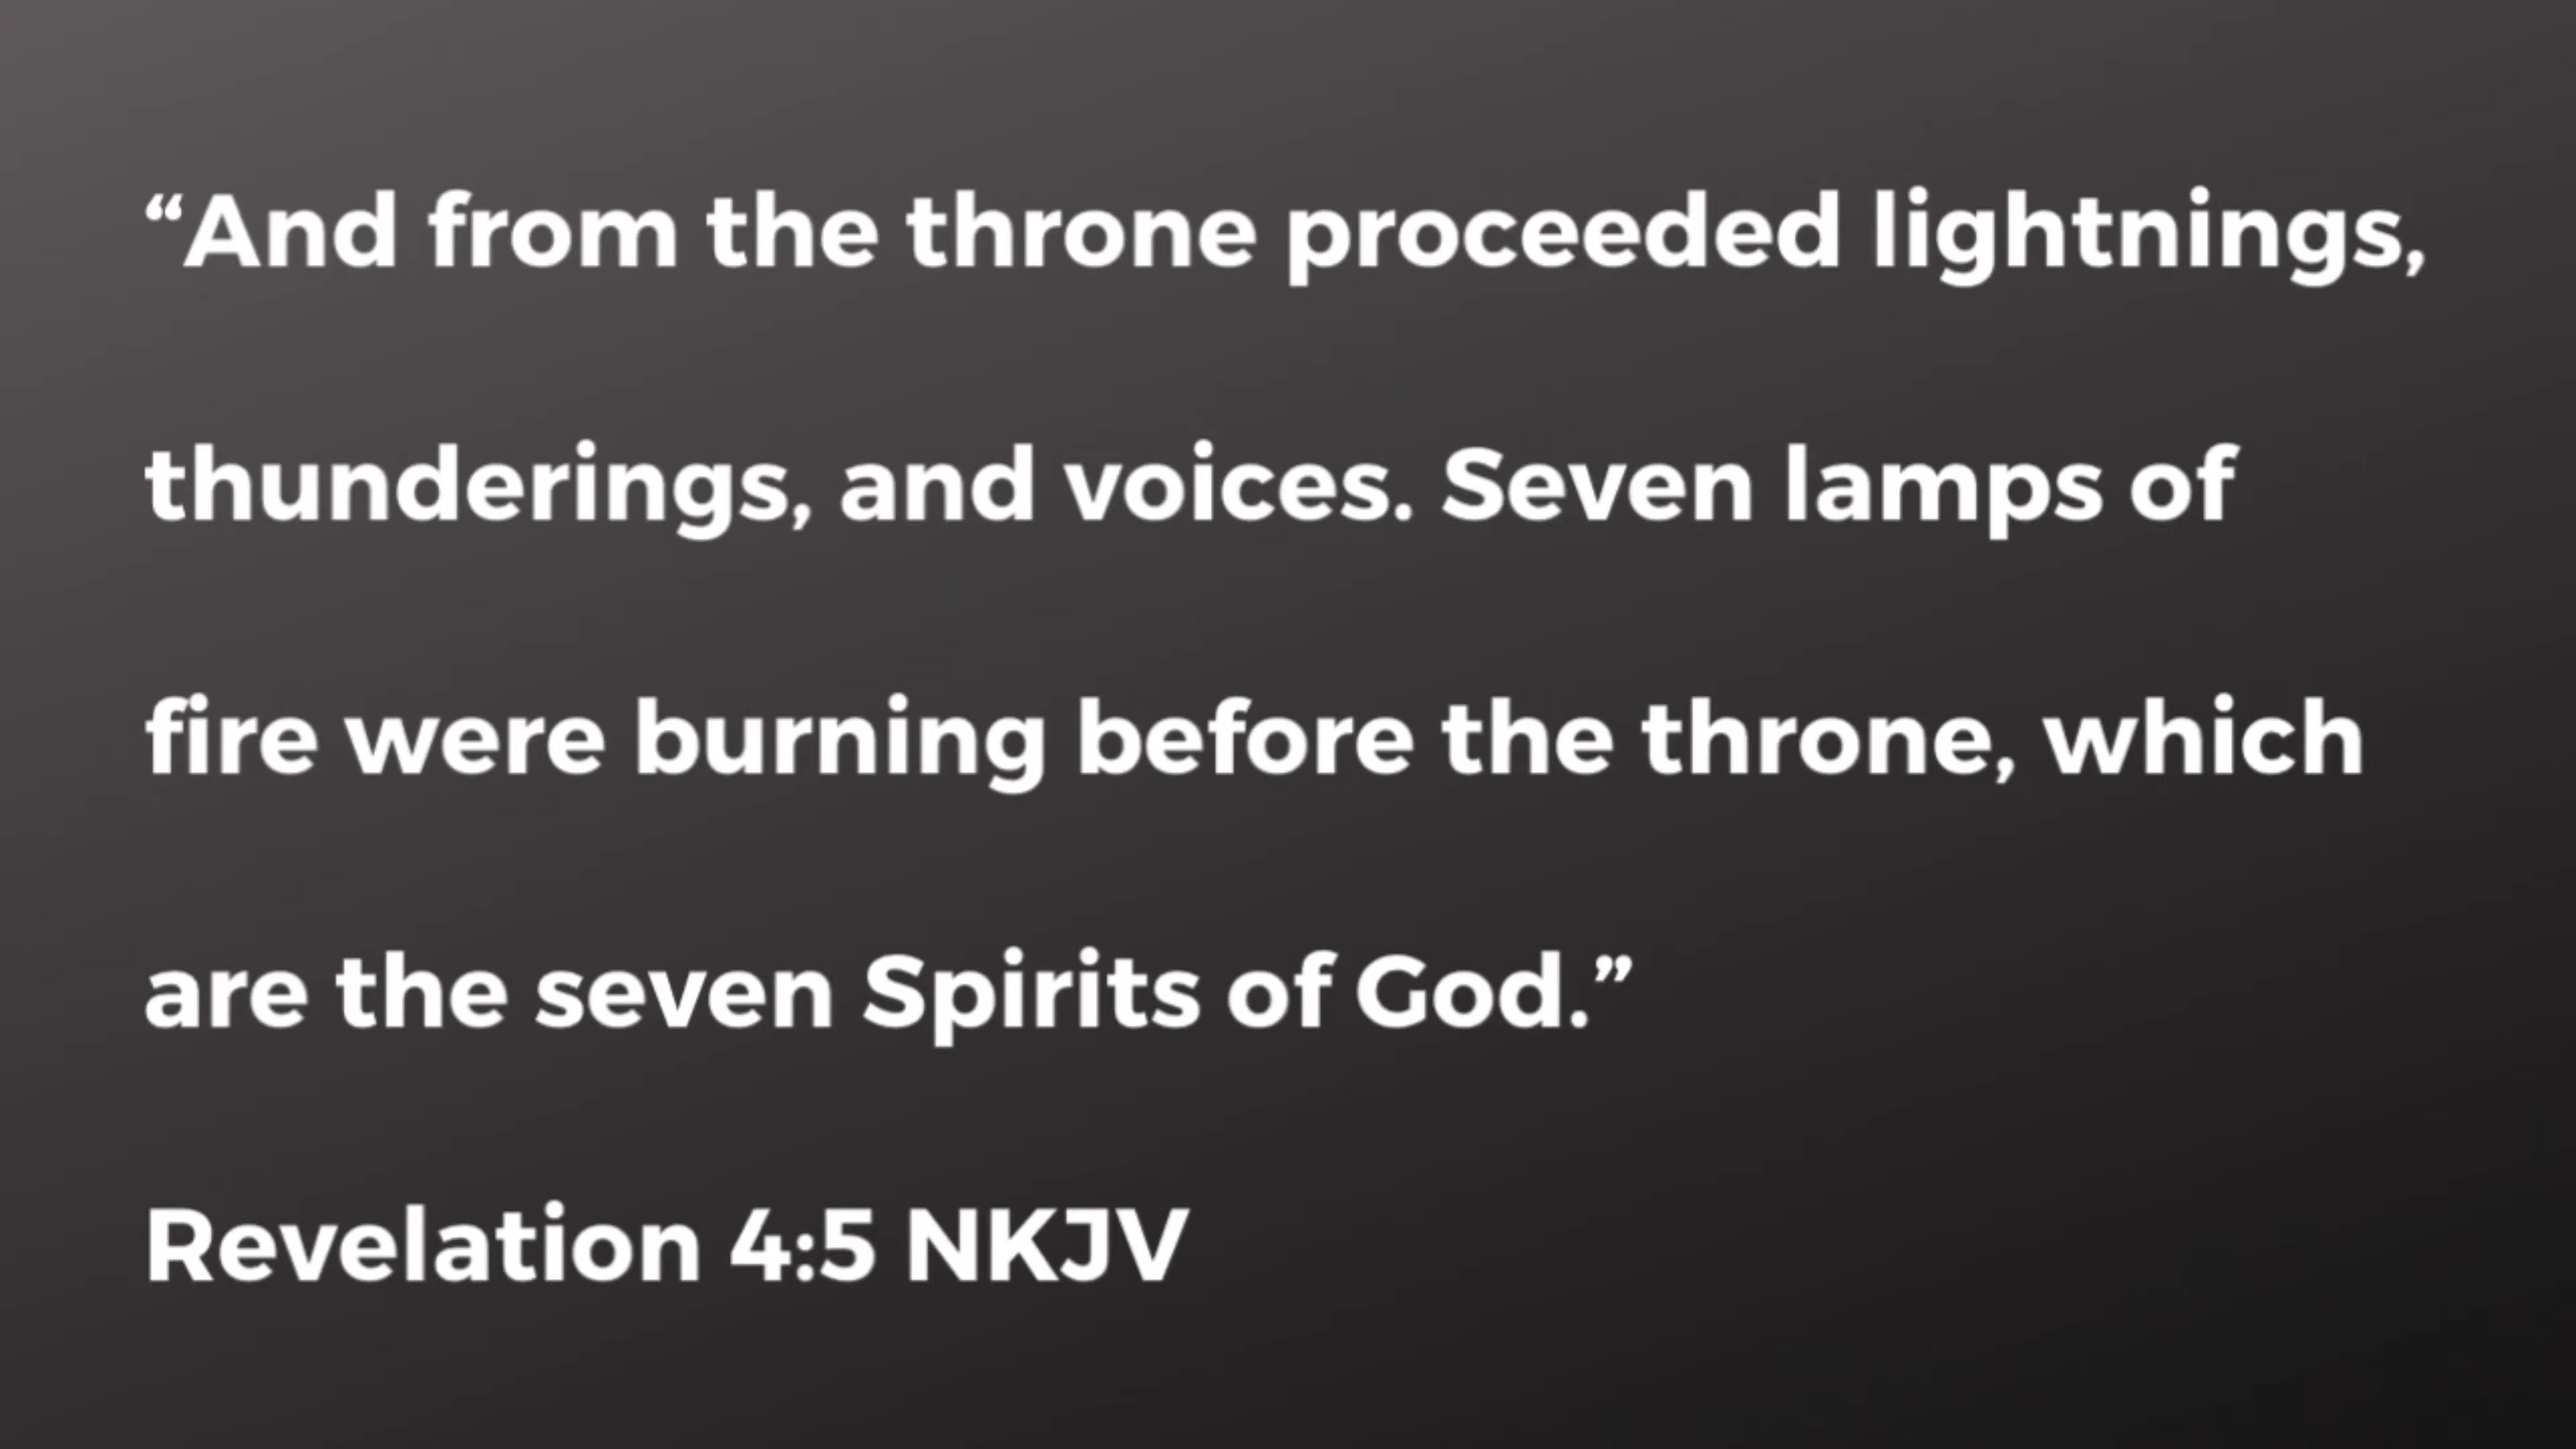 “And from the throne proceeded lightnings,
thunderings, and voices. Seven lamps of
fire were burning before the throne, which
are the seven Spirits of God.”
Revelation 4:5 NKJV